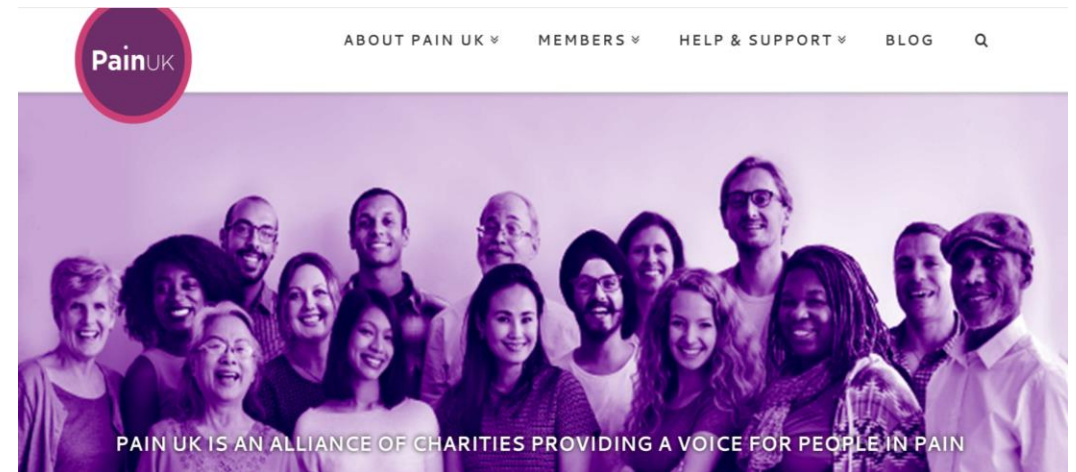 PainUK
ABOUT PAIN UK
MEMBERS
HELP & SUPPORT
BLOG
PAIN UK IS AN ALLIANCE OF CHARITIES PROVIDING A VOICE FOR PEOPLE IN PAIN